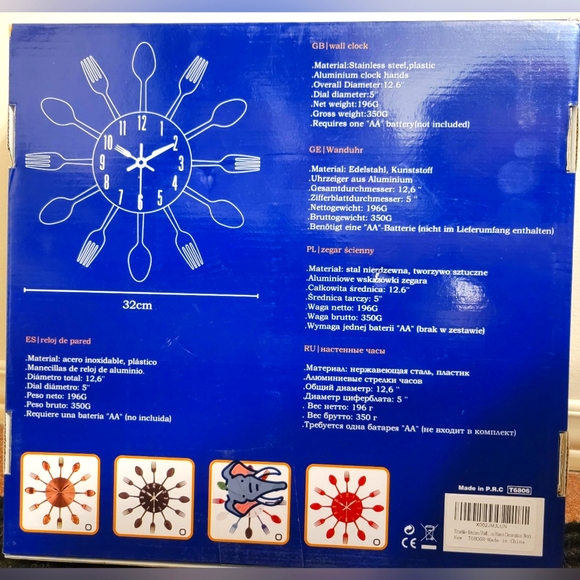 GB|wall clock
.Material:Stainless steel,plastic
.Aluminium clock hands
.Overall Diameter:12.6"
.Dial diameter:5"
.Net weight:196G
.Gross weight:350G
.Requires one "AA" battery(not included)
GE|Wanduhr
.Material: Edelstahl, Kunststoff
.Uhrzeiger aus Aluminium
.Gesamtdurchmesser: 12,6 "
.Zifferblattdurchmesser: 5 "
.Nettogewicht: 196G
.Bruttogewicht: 350G
.Benötigt eine "AA"-Batterie (nicht im Lieferumfang enthalten)
PL|zegar ścienny
.Material: stal nierdzewna, tworzywo sztuczne
.Aluminiowe wskazówki zegara
.Całkowita średnica: 12.6"
.Średnica tarczy: 5"
.Waga netto: 196G
.Waga brutto: 350G
.Wymaga jednej baterii "AA" (brak w zestawie)
RU|настенные часы
.Материал: нержавеющая сталь, пластик
.Алюминиевые стрелки часов
.Общий диаметр: 12,6 "
.Диаметр циферблата: 5 "
. Вес нетто: 196 г
. Вес брутто: 350 г
.Требуется одна батарея "AA" (не входит в комплект)
12
1
2
3
4
5
6
7
8
9
10
11
32cm
ES|reloj de pared
.Material: acero inoxidable, plástico
.Manecillas de reloj de aluminio.
.Diámetro total: 12,6"
.Dial diámetro: 5"
.Peso neto: 196G
.Peso bruto: 350G
.Requiere una batería "AA" (no incluida)
Made in P.R.C T6806
CE
New Made in China